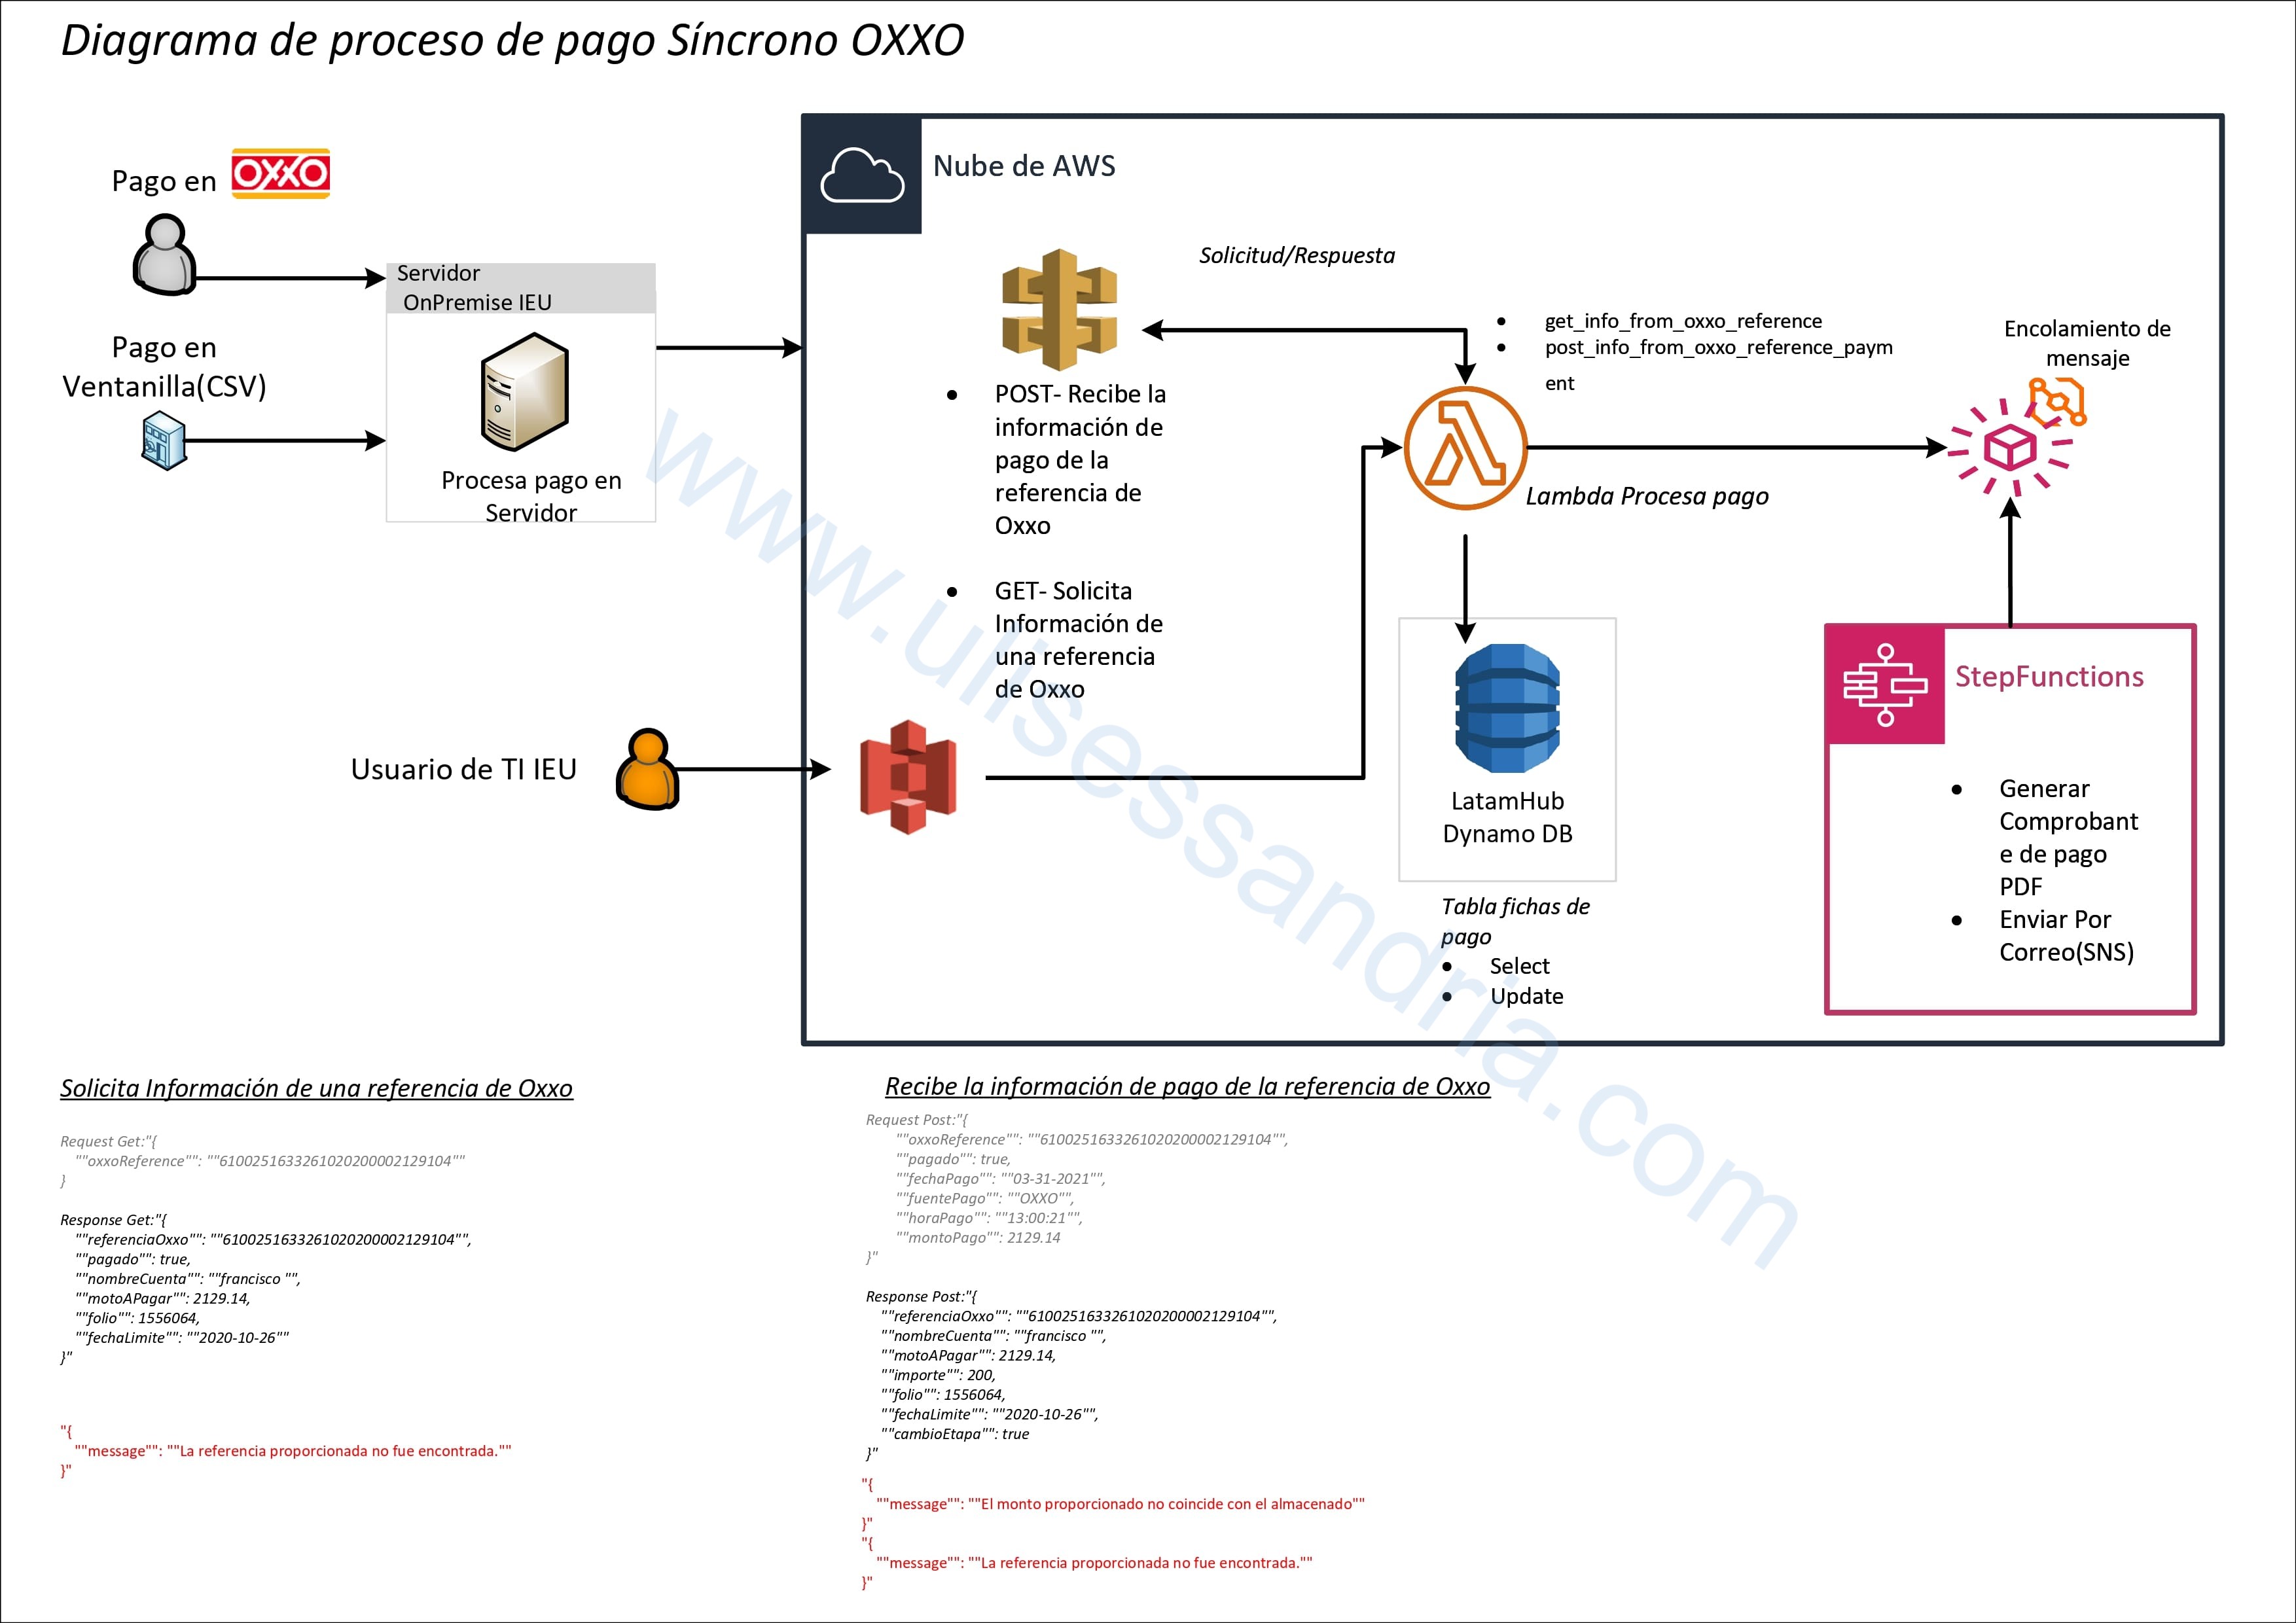 Diagrama de proceso de pago Síncrono OXXO
Pago en
OXXO
Pago en
Ventanilla(CSV)
Servidor
OnPremise IEU
Procesa pago en
Servidor
Usuario de TI IEU
Nube de AWS
Solicitud/Respuesta
• POST- Recibe la
información de
pago de la
referencia de
Oxxo
• GET- Solicita
Información de
una referencia
de Oxxo
• get_info_from_oxxo_reference
• post_info_from_oxxo_reference_paym
ent
Lambda Procesa pago
Encolamiento de
mensaje
LatamHub
Dynamo DB
Tabla fichas de
pago
• Select
• Update
StepFunctions
• Generar
Comprobant
e de pago
PDF
• Enviar Por
Correo(SNS)
www.ulisessandria.com
Solicita Información de una referencia de Oxxo
Request Get:"{
""oxxoReference"": ""6100251633261020200002129104""
}
Response Get:"{
""referenciaOxxo"": ""6100251633261020200002129104"",
""pagado"": true,
""nombreCuenta"": ""francisco "",
""motoAPagar"": 2129.14,
""folio"": 1556064,
""fechaLimite"": ""2020-10-26""
}"
"{
""message"": ""La referencia proporcionada no fue encontrada.""
}"
Recibe la información de pago de la referencia de Oxxo
Request Post:"{
""oxxoReference"": ""6100251633261020200002129104"",
""pagado"": true,
""fechaPago"": ""03-31-2021"",
""fuentePago"": ""OXXO"",
""horaPago"": ""13:00:21"",
""montoPago"": 2129.14
}"
Response Post:"{
""referenciaOxxo"": ""6100251633261020200002129104"",
""nombreCuenta"": ""francisco "",
""motoAPagar"": 2129.14,
""importe"": 200,
""folio"": 1556064,
""fechaLimite"": ""2020-10-26"",
""cambioEtapa"": true
}"
"{
""message"": ""El monto proporcionado no coincide con el almacenado""
}"
"{
""message"": ""La referencia proporcionada no fue encontrada.""
}"